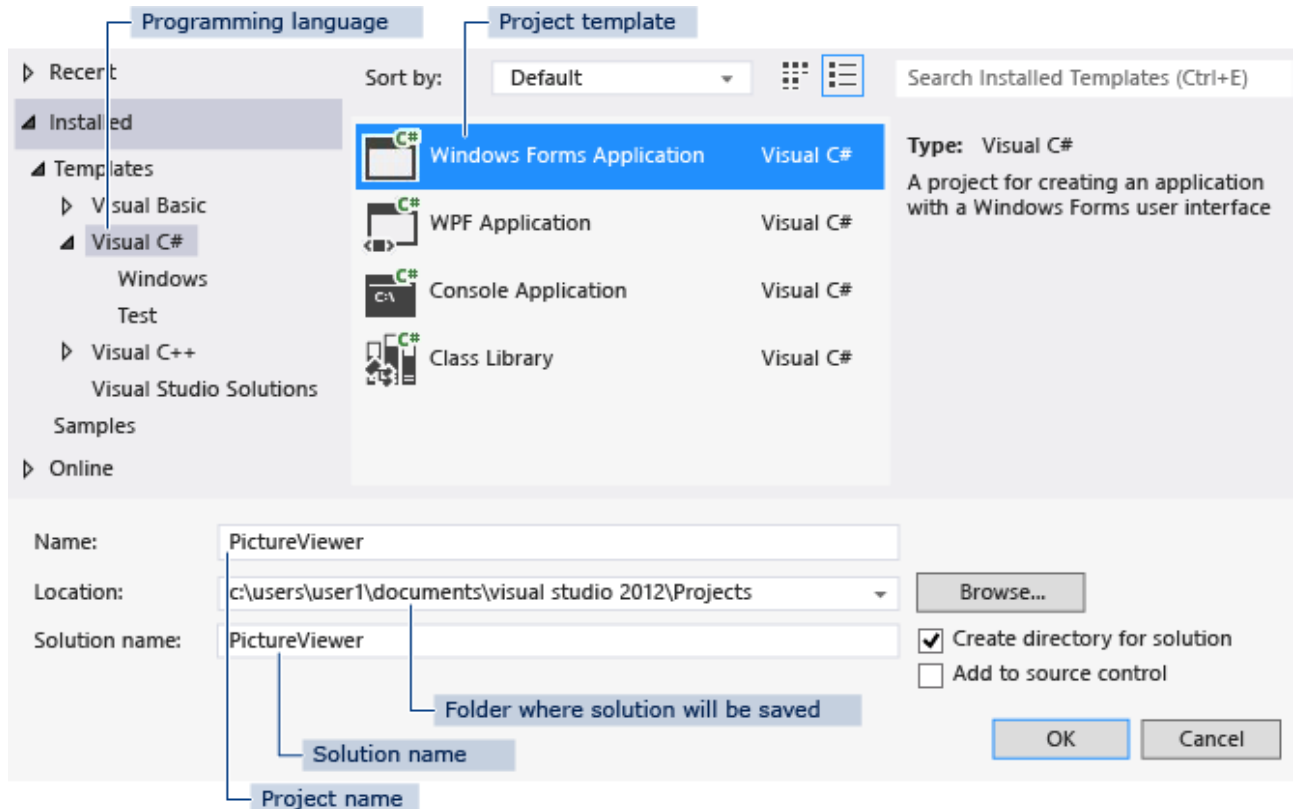 Programming language
Project template
Recent
Sort by:
Default
Search Installed Templates (Ctrl+E)
Installed
Templates
Visual Basic
Visual C#
Windows
Test
Visual C++
Visual Studio Solutions
Samples
Online
C#
Windows Forms Application Visual C#
C#
WPF Application Visual C#
C#
C:\
Console Application Visual C#
C#
Class Library Visual C#
Type: Visual C#
A project for creating an application
with a Windows Forms user interface
Name: PictureViewer
Location: c:\users\user1\documents\visual studio 2012\Projects
Browse...
Solution name: PictureViewer
Create directory for solution
Add to source control
Folder where solution will be saved
OK
Cancel
Solution name
Project name